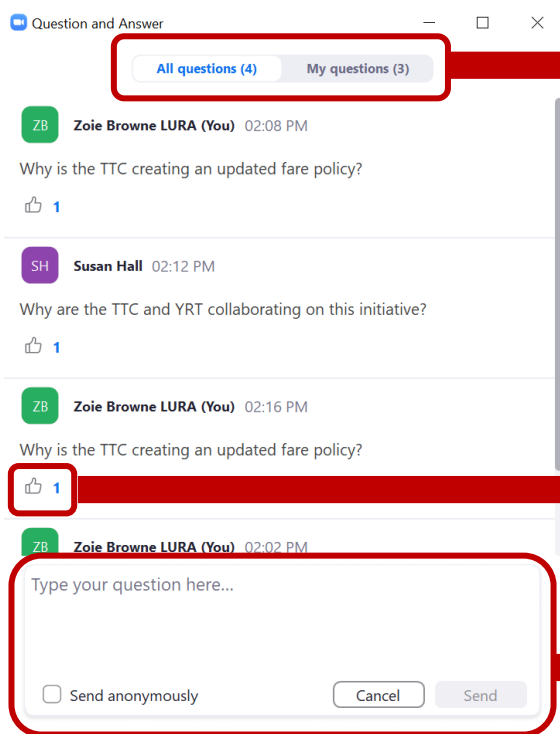 Question and Answer
All questions (4) My questions (3)
ZB Zoie Browne LURA (You) 02:08 PM
Why is the TTC creating an updated fare policy?
1
SH Susan Hall 02:12 PM
Why are the TTC and YRT collaborating on this initiative?
1
ZB Zoie Browne LURA (You) 02:16 PM
Why is the TTC creating an updated fare policy?
1
ZB Zoie Browne LURA (You) 02:02 PM
Type your question here...
Send anonymously Cancel Send